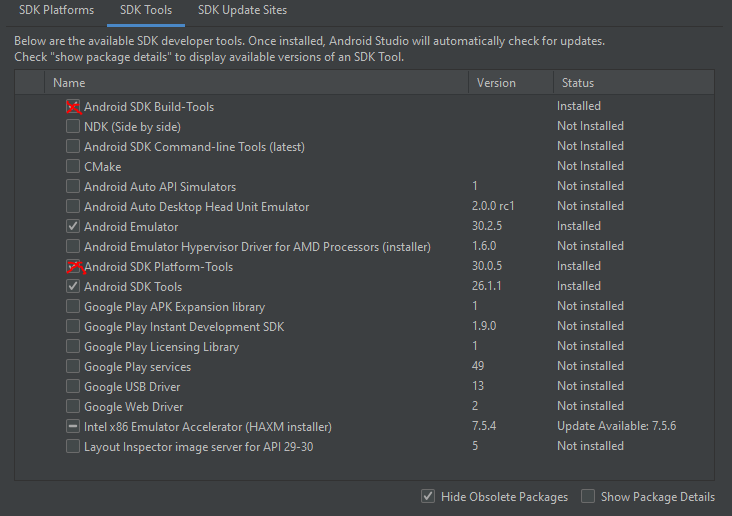 SDK Platforms SDK Tools SDK Update Sites
Below are the available SDK developer tools. Once installed, Android Studio will automatically check for updates.
Check "show package details" to display available versions of an SDK Tool.
Name Version Status
Android SDK Build-Tools Installed
NDK (Side by side) Not Installed
Android SDK Command-line Tools (latest) Not Installed
CMake Not Installed
Android Auto API Simulators 1 Not installed
Android Auto Desktop Head Unit Emulator 2.0.0 rc1 Not installed
Android Emulator 30.2.5 Installed
Android Emulator Hypervisor Driver for AMD Processors (installer) 1.6.0 Not installed
Android SDK Platform-Tools 30.0.5 Installed
Android SDK Tools 26.1.1 Installed
Google Play APK Expansion library 1 Not installed
Google Play Instant Development SDK 1.9.0 Not installed
Google Play Licensing Library 1 Not installed
Google Play services 49 Not installed
Google USB Driver 13 Not installed
Google Web Driver 2 Not installed
Intel x86 Emulator Accelerator (HAXM installer) 7.5.4 Update Available: 7.5.6
Layout Inspector image server for API 29-30 5 Not installed
Hide Obsolete Packages Show Package Details